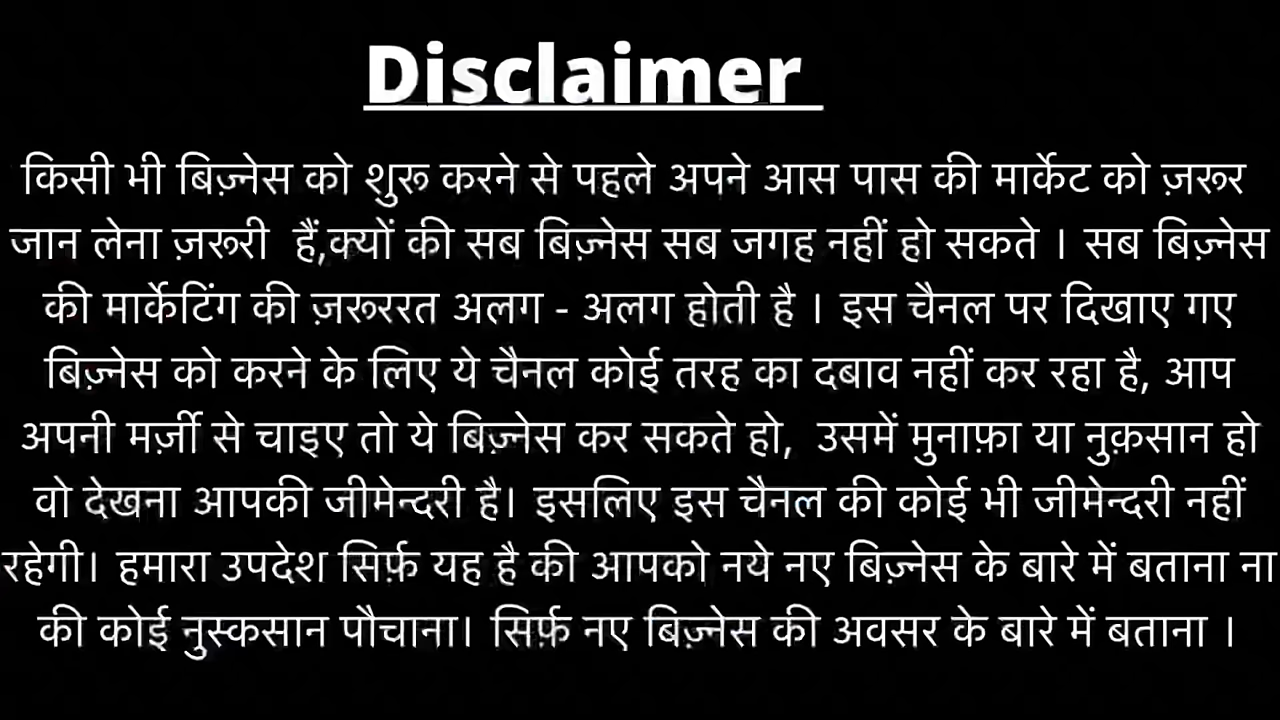 Disclaimer
किसी भी बिज़्नेस को शुरू करने से पहले अपने आस पास की मार्केट को ज़रूर
जान लेना ज़रूरी हैं,क्यों की सब बिज़्नेस सब जगह नहीं हो सकते । सब बिज़्नेस
की मार्केटिंग की ज़रूररत अलग - अलग होती है । इस चैनल पर दिखाए गए
बिज़्नेस को करने के लिए ये चैनल कोई तरह का दबाव नहीं कर रहा है, आप
अपनी मर्ज़ी से चाइए तो ये बिज़्नेस कर सकते हो, उसमें मुनाफ़ा या नुक़सान हो
वो देखना आपकी जीमेन्दरी है। इसलिए इस चैनल की कोई भी जीमेन्दरी नहीं
रहेगी। हमारा उपदेश सिर्फ़ यह है की आपको नये नए बिज़्नेस के बारे में बताना ना
की कोई नुस्कसान पौचाना। सिर्फ़ नए बिज़्नेस की अवसर के बारे में बताना ।